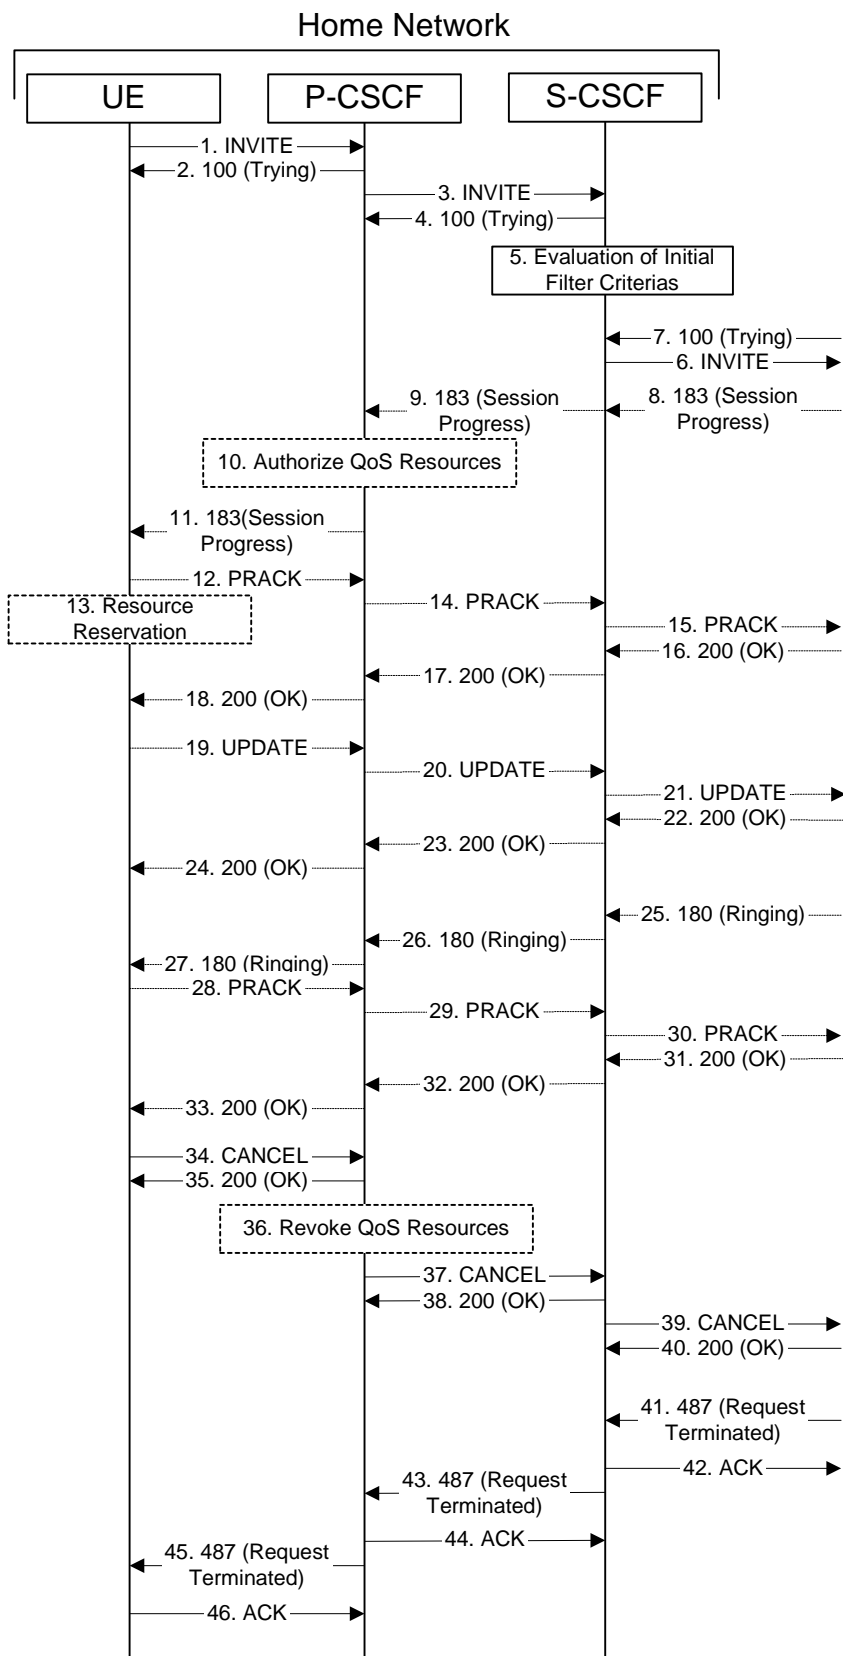 Home Network
UE
P-CSCF
S-CSCF
1. INVITE
2. 100 (Trying)
3. INVITE
4. 100 (Trying)
5. Evaluation of Initial
Filter Criterias
7. 100 (Trying)
6. INVITE
9. 183 (Session
Progress)
8. 183 (Session
Progress)
10. Authorize QoS Resources
11. 183(Session
Progress)
12. PRACK
13. Resource
Reservation
14. PRACK
15. PRACK
16. 200 (OK)
17. 200 (OK)
18. 200 (OK)
19. UPDATE
20. UPDATE
21. UPDATE
22. 200 (OK)
23. 200 (OK)
24. 200 (OK)
25. 180 (Ringing)
26. 180 (Ringing)
27. 180 (Ringing)
28. PRACK
29. PRACK
30. PRACK
31. 200 (OK)
32. 200 (OK)
33. 200 (OK)
34. CANCEL
35. 200 (OK)
36. Revoke QoS Resources
37. CANCEL
38. 200 (OK)
39. CANCEL
40. 200 (OK)
41. 487 (Request
Terminated)
42. ACK
43. 487 (Request
Terminated)
44. ACK
45. 487 (Request
Terminated)
46. ACK